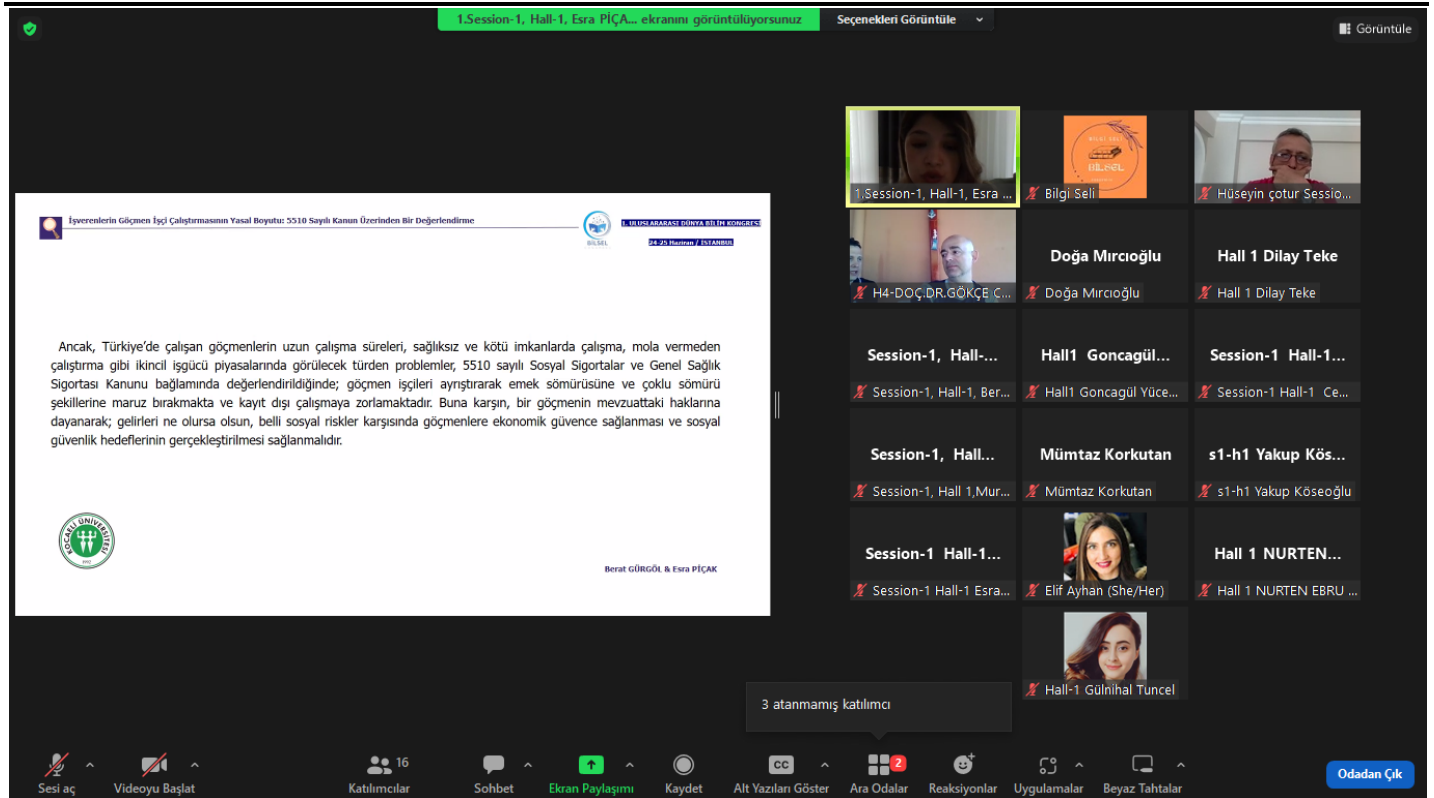 1.Session-1, Hall-1, Esra PİÇA... ekranını görüntülüyorsunuz
Seçenekleri Görüntüle
Görüntüle
İşverenlerin Göçmen İşçi Çalıştırmasının Yasal Boyutu: 5510 Sayılı Kanun Üzerinden Bir Değerlendirme
BİLSEL
1. ULUSLARARASI DÜNYA BİLİM KONGRESİ
24-25 Haziran / İSTANBUL
Ancak, Türkiye’de çalışan göçmenlerin uzun çalışma süreleri, sağlıksız ve kötü imkanlarda çalışma, mola vermeden
çalıştırma gibi ikincil işgücü piyasalarında görülecek türden problemler, 5510 sayılı Sosyal Sigortalar ve Genel Sağlık
Sigortası Kanunu bağlamında değerlendirildiğinde; göçmen işçileri ayrıştırarak emek sömürüsüne ve çoklu sömürü
şekillerine maruz bırakmakta ve kayıt dışı çalışmaya zorlamaktadır. Buna karşın, bir göçmenin mevzuattaki haklarına
dayanarak; gelirleri ne olursa olsun, belli sosyal riskler karşısında göçmenlere ekonomik güvence sağlanması ve sosyal
güvenlik hedeflerinin gerçekleştirilmesi sağlanmalıdır.
KOCAELİ ÜNİVERSİTESİ
1992
Berat GÜRGÖL & Esra PİÇAK
1.Session-1, Hall-1, Esra ...
BİLGİ SELİ
BİLSEL
Bilgi Seli
Hüseyin çotur Sessio...
H4-DOÇ.DR.GÖKÇE C...
Doğa Mırcıoğlu
Doğa Mırcıoğlu
Hall 1 Dilay Teke
Hall 1 Dilay Teke
Session-1, Hall-...
Session-1, Hall-1, Ber...
Hall1 Goncagül...
Hall1 Goncagül Yüce...
Session-1 Hall-1...
Session-1 Hall-1 Ce...
Session-1, Hall...
Session-1, Hall 1,Mur...
Mümtaz Korkutan
Mümtaz Korkutan
s1-h1 Yakup Kös...
s1-h1 Yakup Köseoğlu
Session-1 Hall-1...
Session-1 Hall-1 Esra...
Elif Ayhan (She/Her)
Hall 1 NURTEN...
Hall 1 NURTEN EBRU ...
Hall-1 Gülnihal Tuncel
3 atanmamış katılımcı
Sesi aç
Videoyu Başlat
16
Katılımcılar
Sohbet
Ekran Paylaşımı
Kaydet
CC
Alt Yazıları Göster
2
Ara Odalar
Reaksiyonlar
Uygulamalar
Beyaz Tahtalar
Odadan Çık